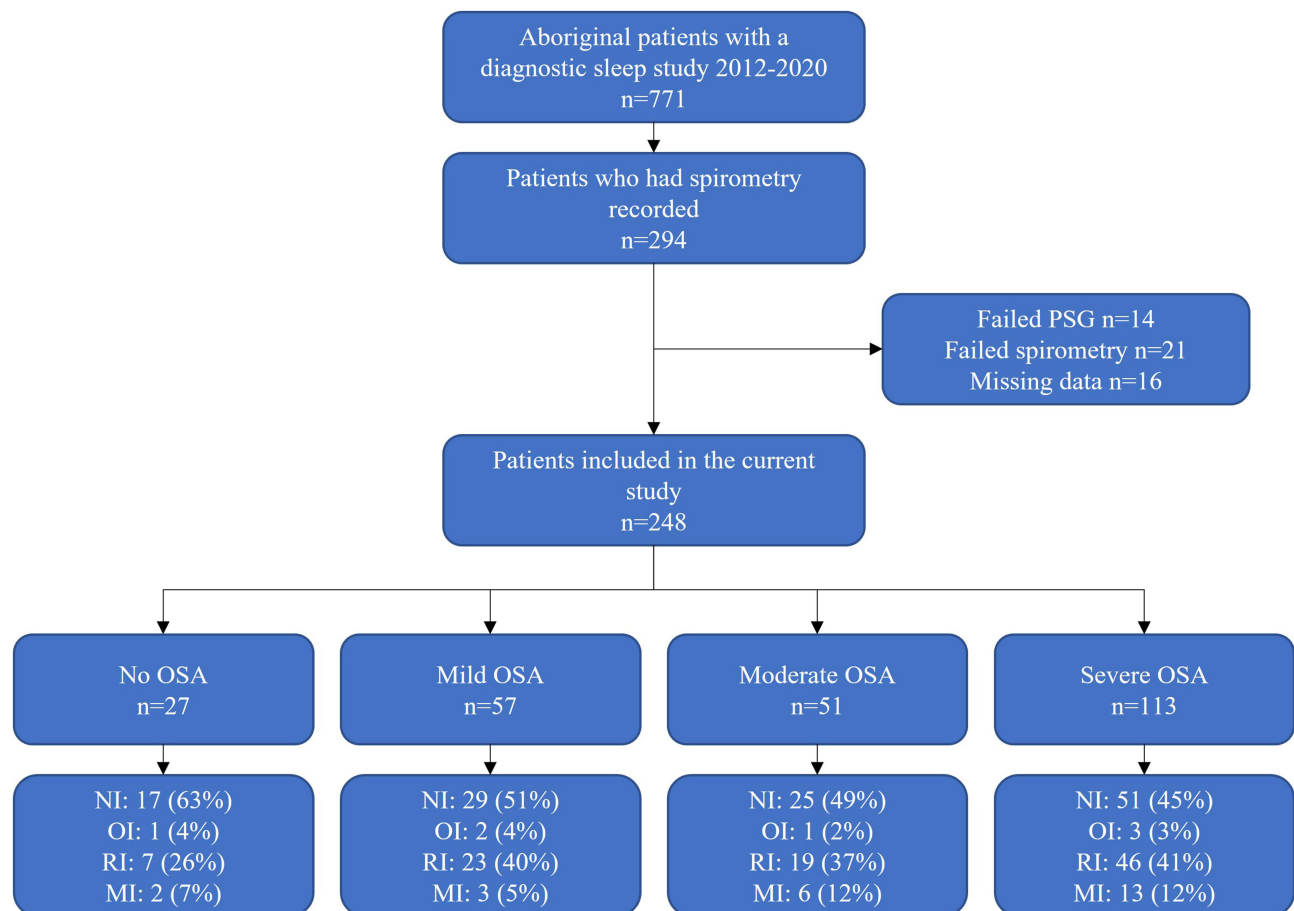 Aboriginal patients with a
diagnostic sleep study 2012-2020
n=771
Patients who had spirometry
recorded
n=294
Failed PSG n=14
Failed spirometry n=21
Missing data n=16
Patients included in the current
study
n=248
No OSA
n=27
Mild OSA
n=57
Moderate OSA
n=51
Severe OSA
n=113
NI: 17 (63%)
OI: 1 (4%)
RI: 7 (26%)
MI: 2 (7%)
NI: 29 (51%)
OI: 2 (4%)
RI: 23 (40%)
MI: 3 (5%)
NI: 25 (49%)
OI: 1 (2%)
RI: 19 (37%)
MI: 6 (12%)
NI: 51 (45%)
OI: 3 (3%)
RI: 46 (41%)
MI: 13 (12%)